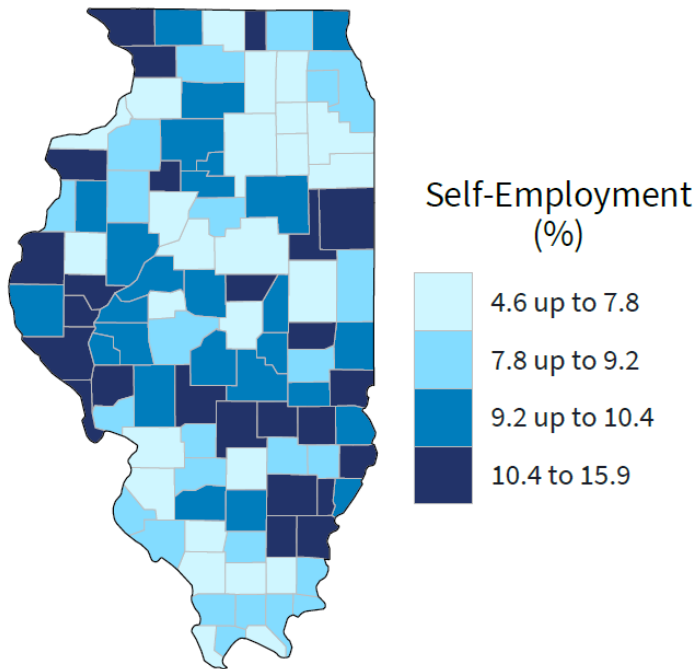 Self-Employment
(%)
4.6 up to 7.8
7.8 up to 9.2
9.2 up to 10.4
10.4 to 15.9